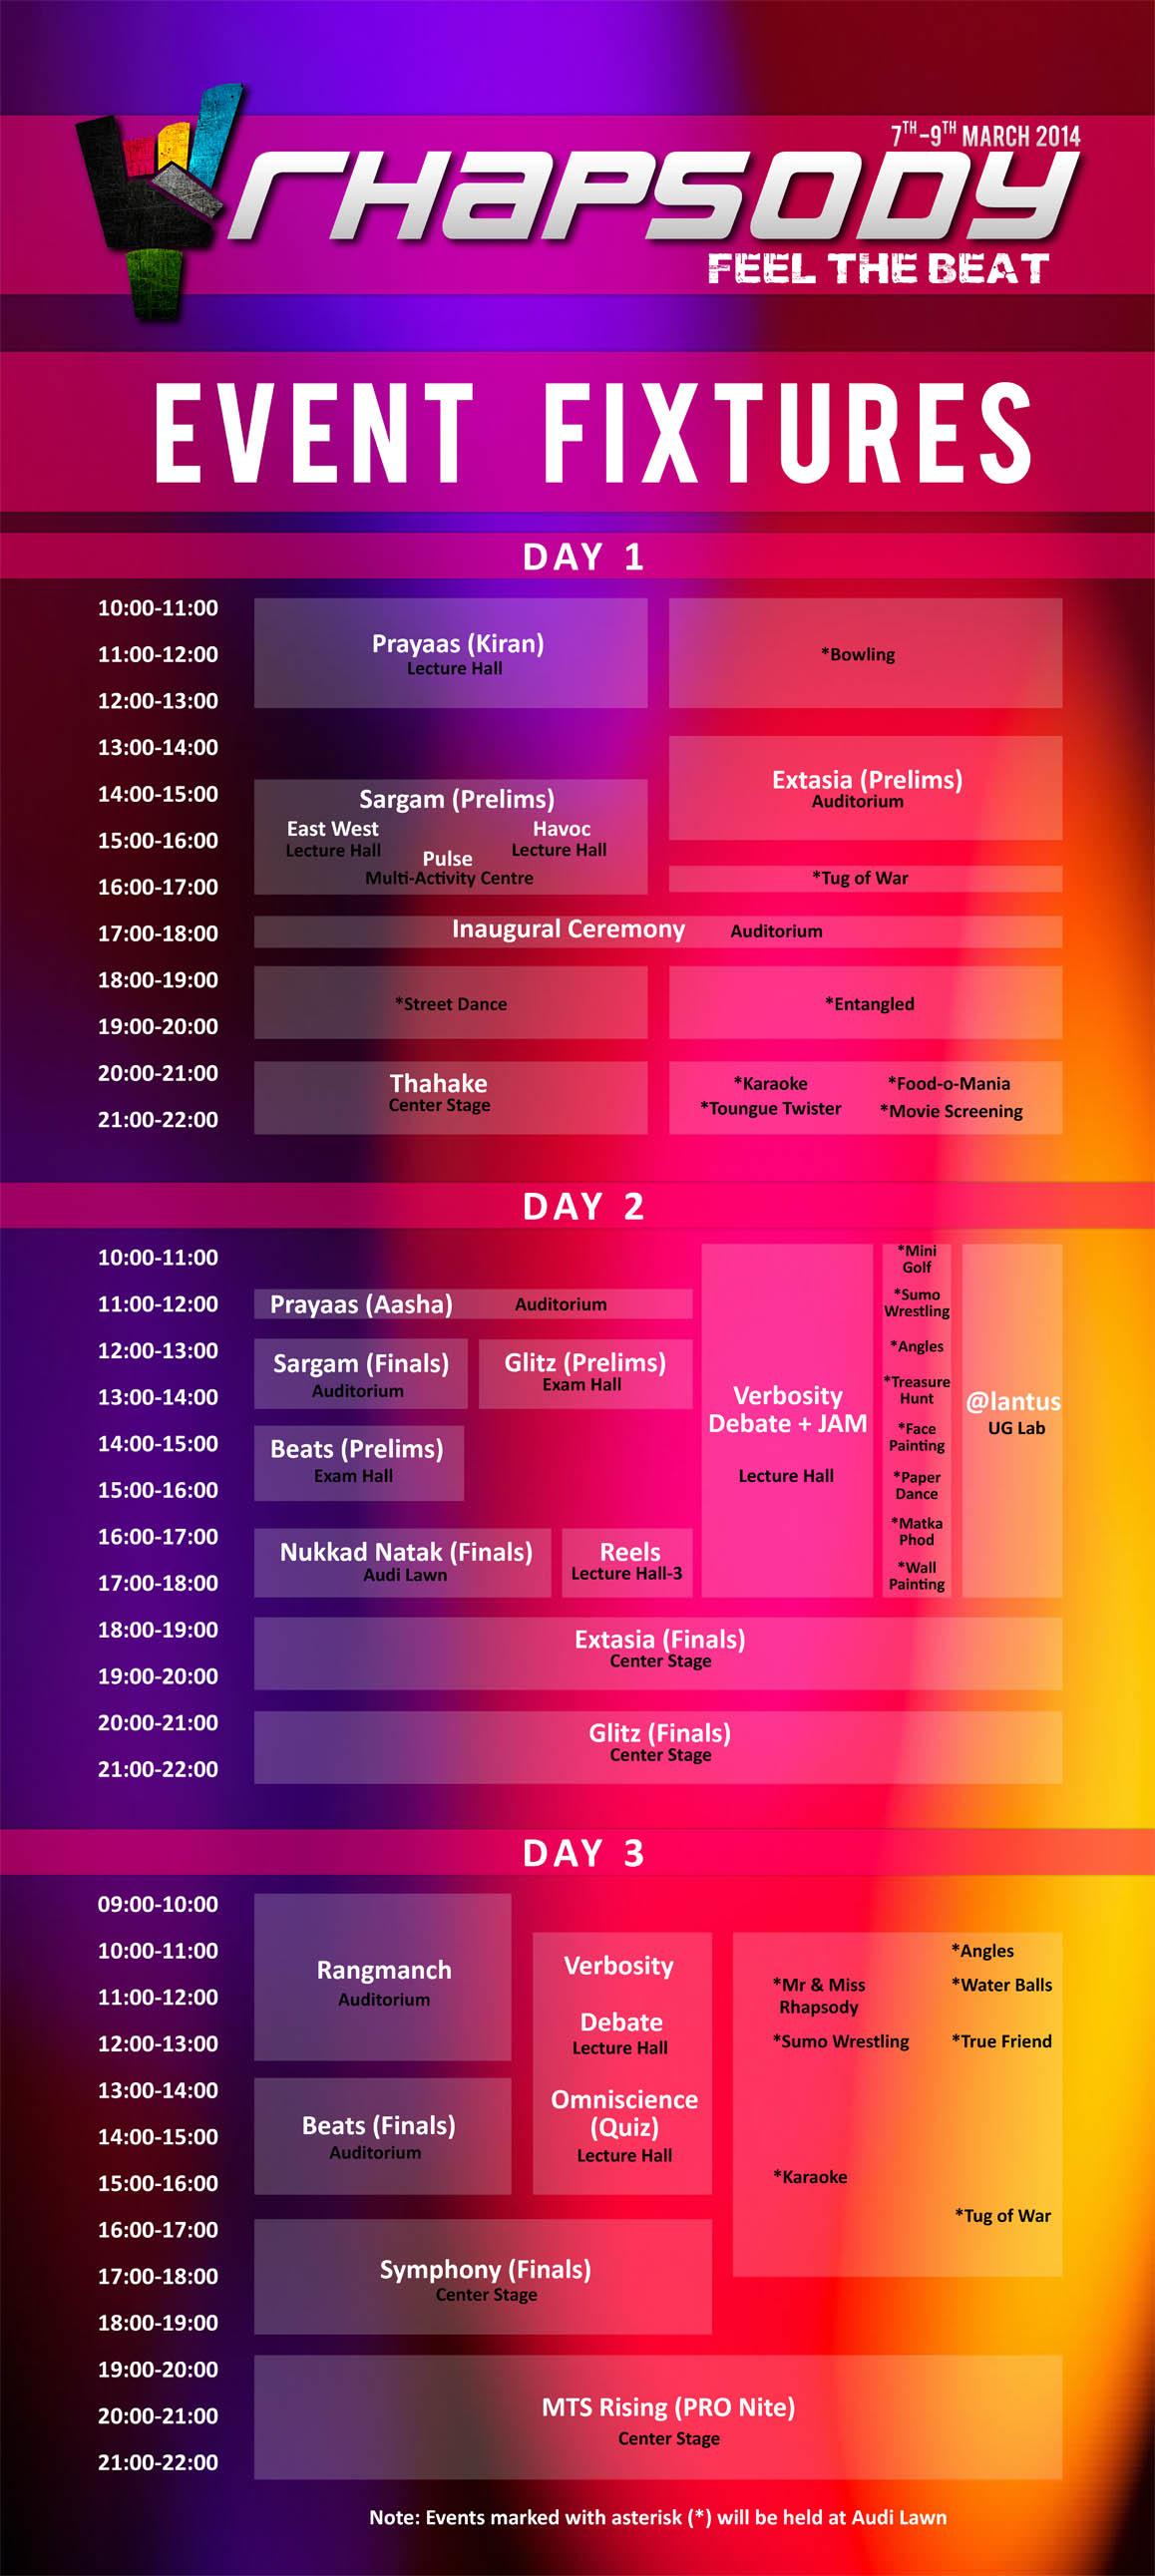 7TH-9TH MARCH 2014
RHAPSODY
FEEL THE BEAT
EVENT FIXTURES
DAY 1
10:00-11:00
11:00-12:00
12:00-13:00
13:00-14:00
14:00-15:00
15:00-16:00
16:00-17:00
17:00-18:00
18:00-19:00
19:00-20:00
20:00-21:00
21:00-22:00
Prayaas (Kiran)
Lecture Hall
*Bowling
Extasia (Prelims)
Auditorium
Sargam (Prelims)
East West
Lecture Hall
Havoc
Lecture Hall
Pulse
Multi-Activity Centre
*Tug of War
Inaugural Ceremony Auditorium
*Street Dance
*Entangled
Thahake
Center Stage
*Karaoke *Food-o-Mania
*Toungue Twister *Movie Screening
DAY 2
10:00-11:00
11:00-12:00
12:00-13:00
13:00-14:00
14:00-15:00
15:00-16:00
16:00-17:00
17:00-18:00
18:00-19:00
19:00-20:00
20:00-21:00
21:00-22:00
Prayaas (Aasha) Auditorium
Sargam (Finals)
Auditorium
Glitz (Prelims)
Exam Hall
Beats (Prelims)
Exam Hall
Nukkad Natak (Finals)
Audi Lawn
Reels
Lecture Hall-3
Verbosity
Debate + JAM
Lecture Hall
*Mini
Golf
*Sumo
Wrestling
*Angles
*Treasure
Hunt
*Face
Painting
*Paper
Dance
*Matka
Phod
*Wall
Painting
@lantus
UG Lab
Extasia (Finals)
Center Stage
Glitz (Finals)
Center Stage
DAY 3
09:00-10:00
10:00-11:00
11:00-12:00
12:00-13:00
13:00-14:00
14:00-15:00
15:00-16:00
16:00-17:00
17:00-18:00
18:00-19:00
19:00-20:00
20:00-21:00
21:00-22:00
Rangmanch
Auditorium
Beats (Finals)
Auditorium
Verbosity
Debate
Lecture Hall
Omniscience
(Quiz)
Lecture Hall
*Angles
*Mr & Miss
Rhapsody
*Water Balls
*Sumo Wrestling
*True Friend
*Karaoke
*Tug of War
Symphony (Finals)
Center Stage
MTS Rising (PRO Nite)
Center Stage
Note: Events marked with asterisk (*) will be held at Audi Lawn